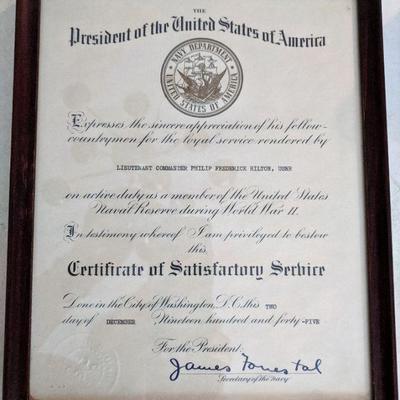 THE
President of the United States of America
NAVY DEPARTMENT
UNITED STATES OF AMERICA
Expresses the sincere appreciation of his fellow-
countrymen for the loyal service rendered by
LIEUTENANT COMMANDER PHILIP FREDERICK HILTON, USNR
on active duty as a member of the United States
Naval Reserve during World War II.
In testimony whereof I am privileged to bestow
this
Certificate of Satisfactory Service
Done in the City of Washington, D.C. this TWO
day of DECEMBER Nineteen hundred and forty-FIVE
For the President:
James Forrestal
Secretary of the Navy